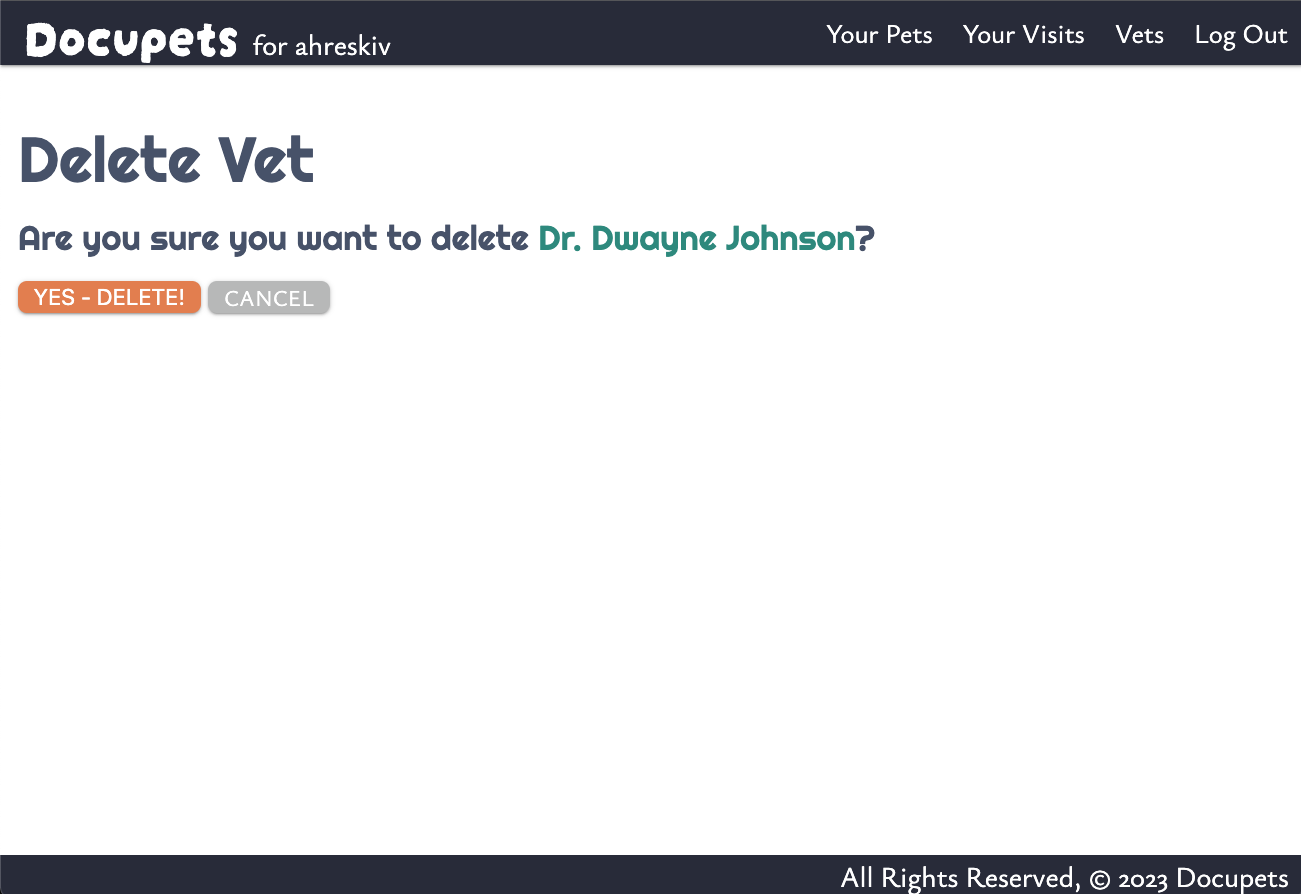 Docupets for ahreskiv
Your Pets Your Visits Vets Log Out
Delete Vet
Are you sure you want to delete Dr. Dwayne Johnson?
YES - DELETE! CANCEL
All Rights Reserved, © 2023 Docupets